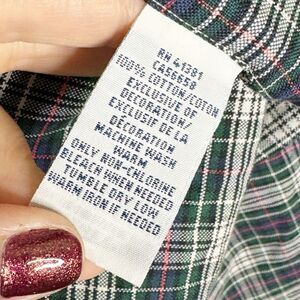 RN 41381
CA56658
100% COTTON/COTON
EXCLUSIVE OF
DECORATION/
EXCLUSIF DE LA
DÉCORATION
MACHINE WASH
WARM
ONLY NON-CHLORINE
BLEACH WHEN NEEDED
TUMBLE DRY LOW
WARM IRON IF NEEDED